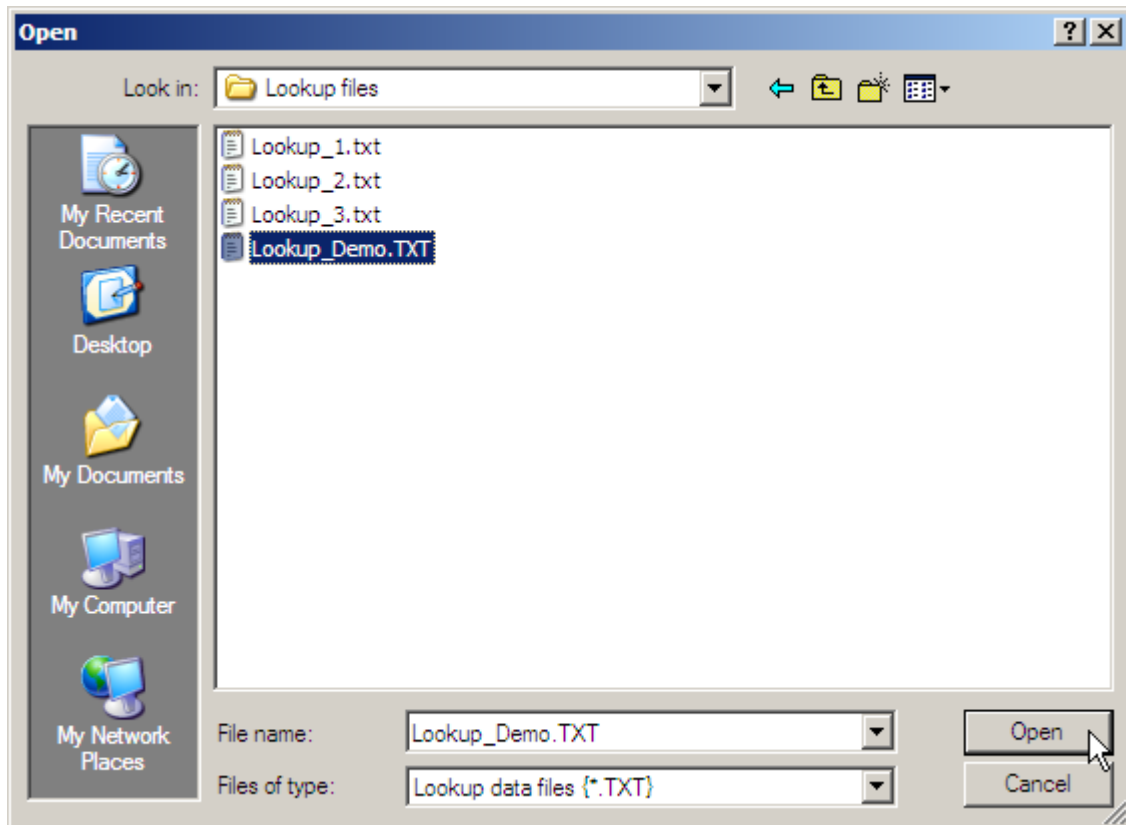 Open
Look in: Lookup files
Lookup_1.txt
Lookup_2.txt
Lookup_3.txt
Lookup_Demo.TXT
My Recent
Documents
Desktop
My Documents
My Computer
My Network
Places
File name: Lookup_Demo.TXT Open
Files of type: Lookup data files {*.TXT} Cancel